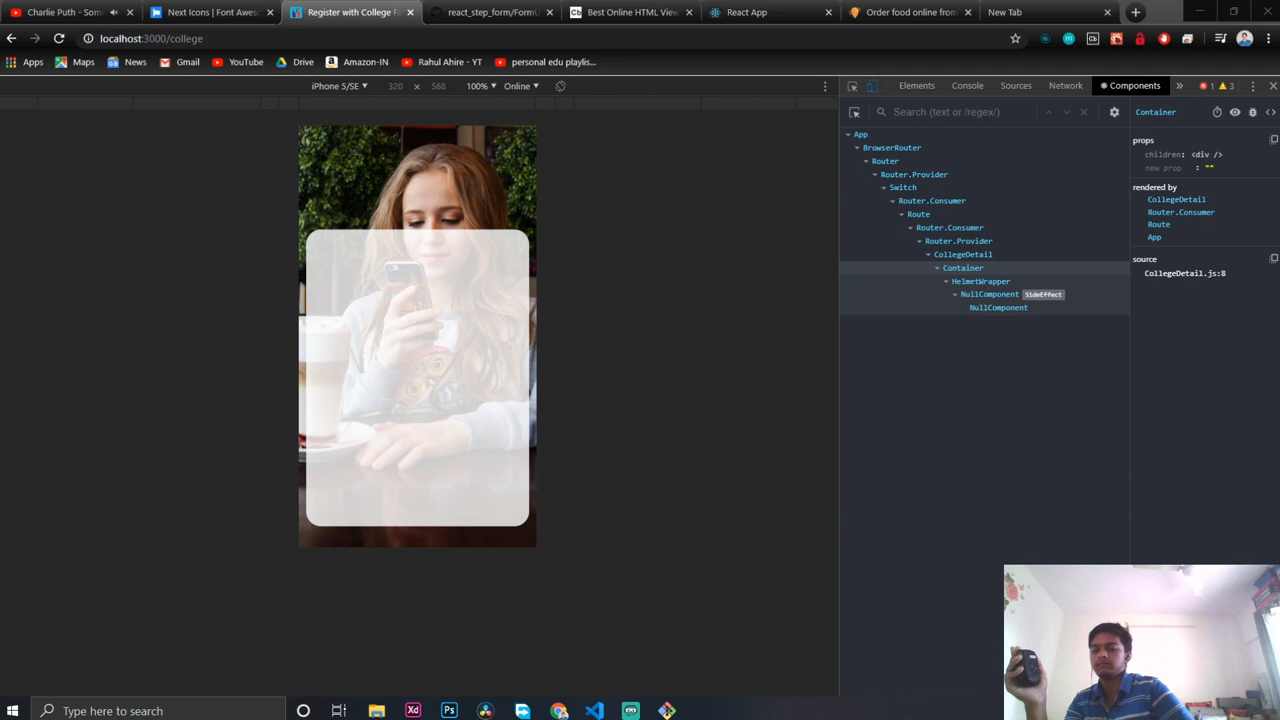 Charlie Puth - Som
Next Icons | Font Awes
Register with College F
react_step_form/FormU
Best Online HTML View
React App
Order food online from
New Tab
localhost:3000/college
Apps
Maps
News
Gmail
YouTube
Drive
Amazon-IN
Rahul Ahire - YT
personal edu playlis...
iPhone 5/SE ▼ 320 × 568 100% ▼ Online ▼
Elements Console Sources Network Components » 1 3
Search (text or /regex/)
App
BrowserRouter
Router
Router.Provider
Switch
Router.Consumer
Route
Router.Consumer
Router.Provider
CollegeDetail
Container
HelmetWrapper
NullComponent SideEffect
NullComponent
Container
props
children: <div />
new prop : ""
rendered by
CollegeDetail
Router.Consumer
Route
App
source
CollegeDetail.js:8
Type here to search
Xd
Ps